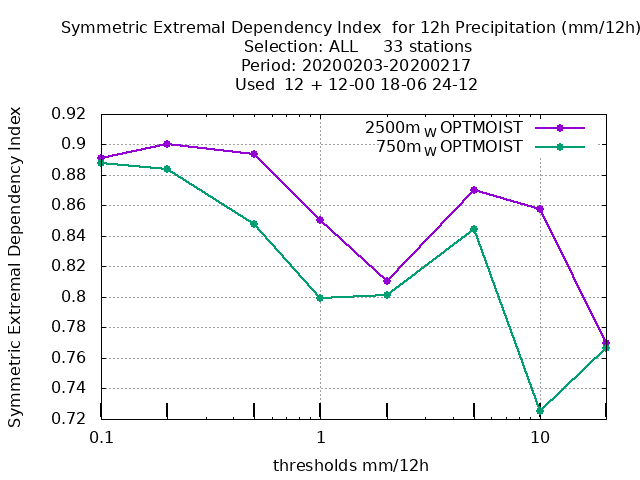 Symmetric Extremal Dependency Index  for 12h Precipitation (mm/12h)
Selection: ALL     33 stations
Period: 20200203-20200217
Used  12 + 12-00 18-06 24-12
2500m W OPTMOIST
750m W OPTMOIST
Symmetric Extremal Dependency Index
0.92
0.9
0.88
0.86
0.84
0.82
0.8
0.78
0.76
0.74
0.72
0.1
1
10
thresholds mm/12h